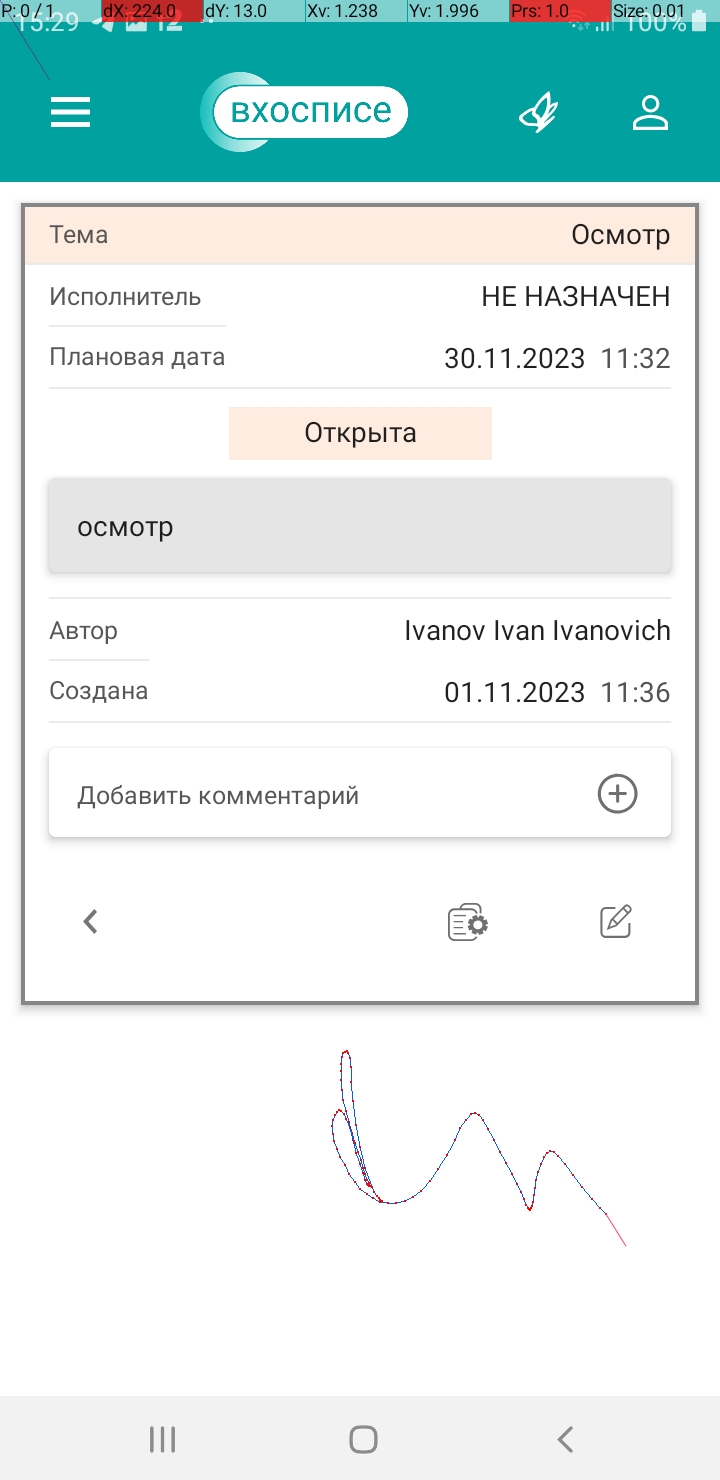 P: 0 / 1 dX: 224.0 dY: 13.0 Xv: 1.238 Yv: 1.996 Prs: 1.0 Size: 0.01
15:29 12 100%
вхосписе
Тема Осмотр
Исполнитель НЕ НАЗНАЧЕН
Плановая дата 30.11.2023 11:32
Открыта
осмотр
Автор Ivanov Ivan Ivanovich
Создана 01.11.2023 11:36
Добавить комментарий